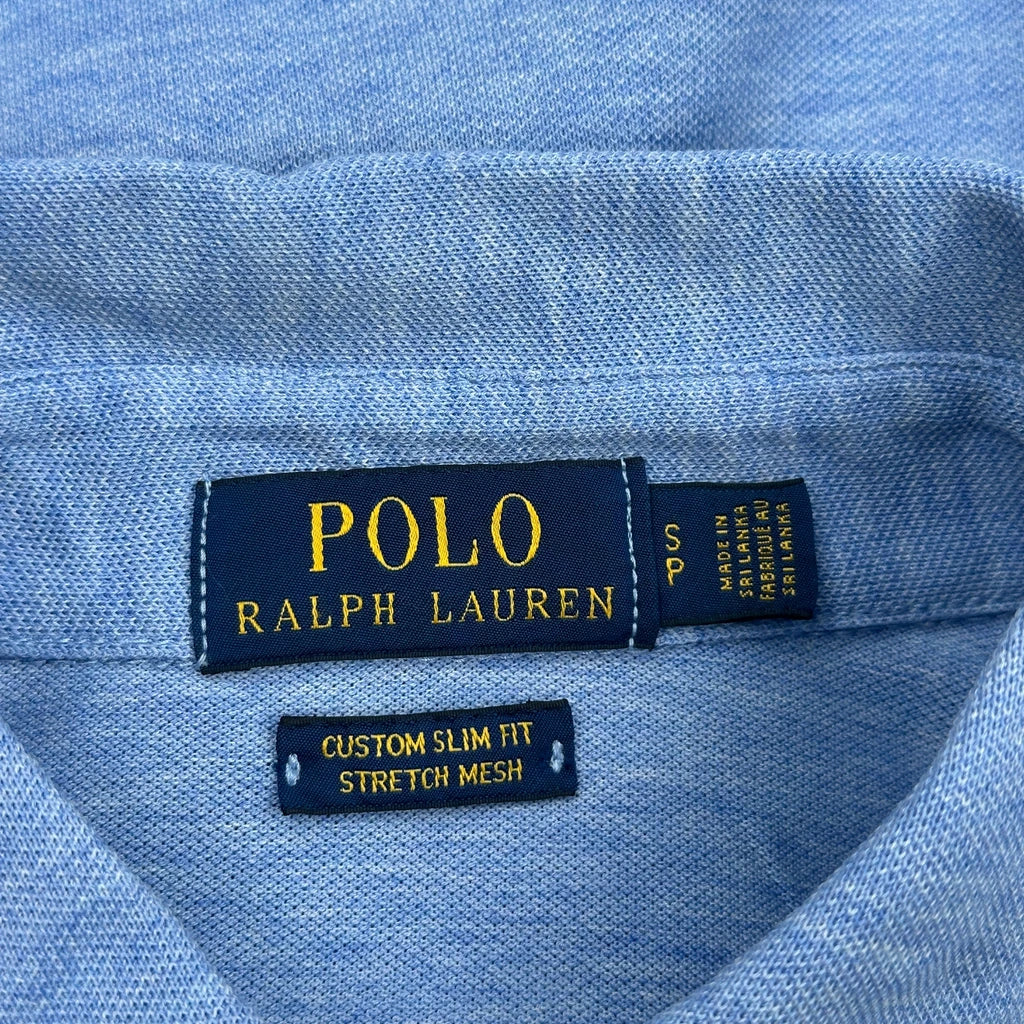 POLO
RALPH LAUREN
S
P
MADE IN
SRI LANKA
FABRIQUÉ AU
SRI LANKA
CUSTOM SLIM FIT
STRETCH MESH